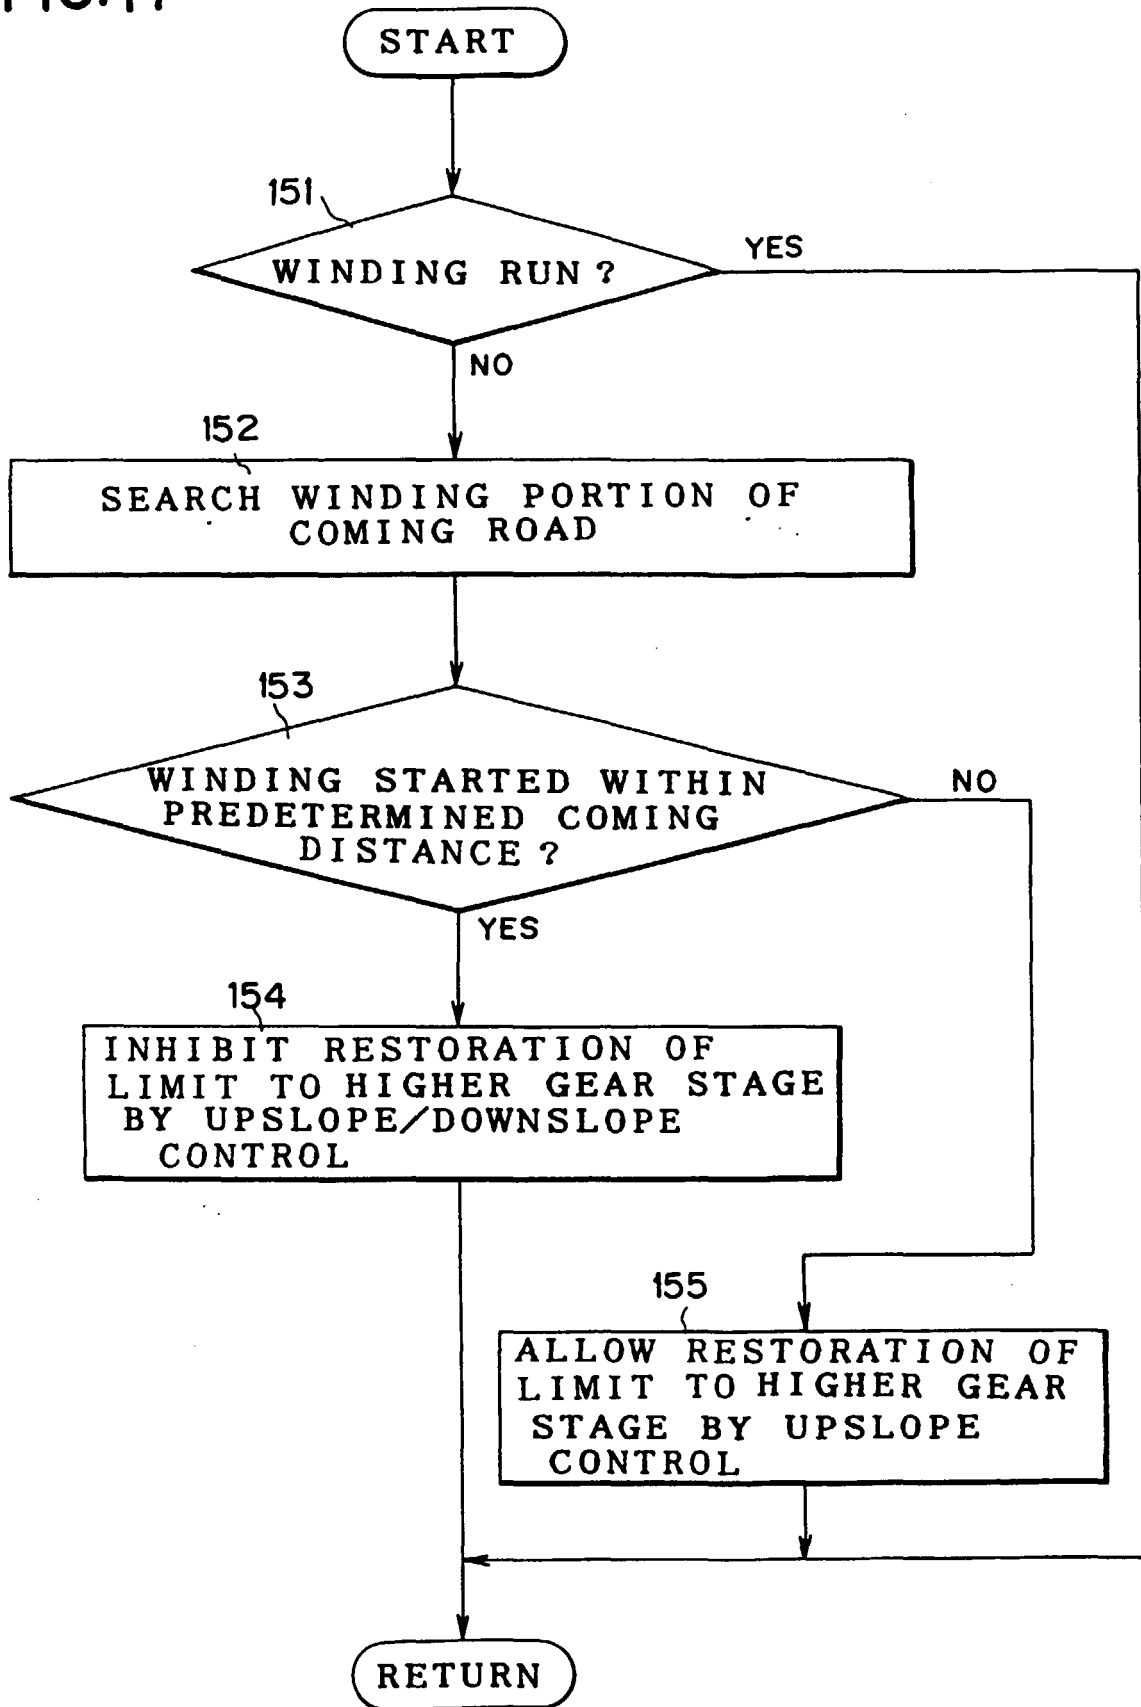 START
151
WINDING RUN?
YES
NO
152
SEARCH WINDING PORTION OF
COMING ROAD
153
WINDING STARTED WITHIN
PREDETERMINED COMING
DISTANCE?
NO
YES
154
INHIBIT RESTORATION OF
LIMIT TO HIGHER GEAR STAGE
BY UPSLOPE/DOWNSLOPE
CONTROL
155
ALLOW RESTORATION OF
LIMIT TO HIGHER GEAR
STAGE BY UPSLOPE
CONTROL
RETURN